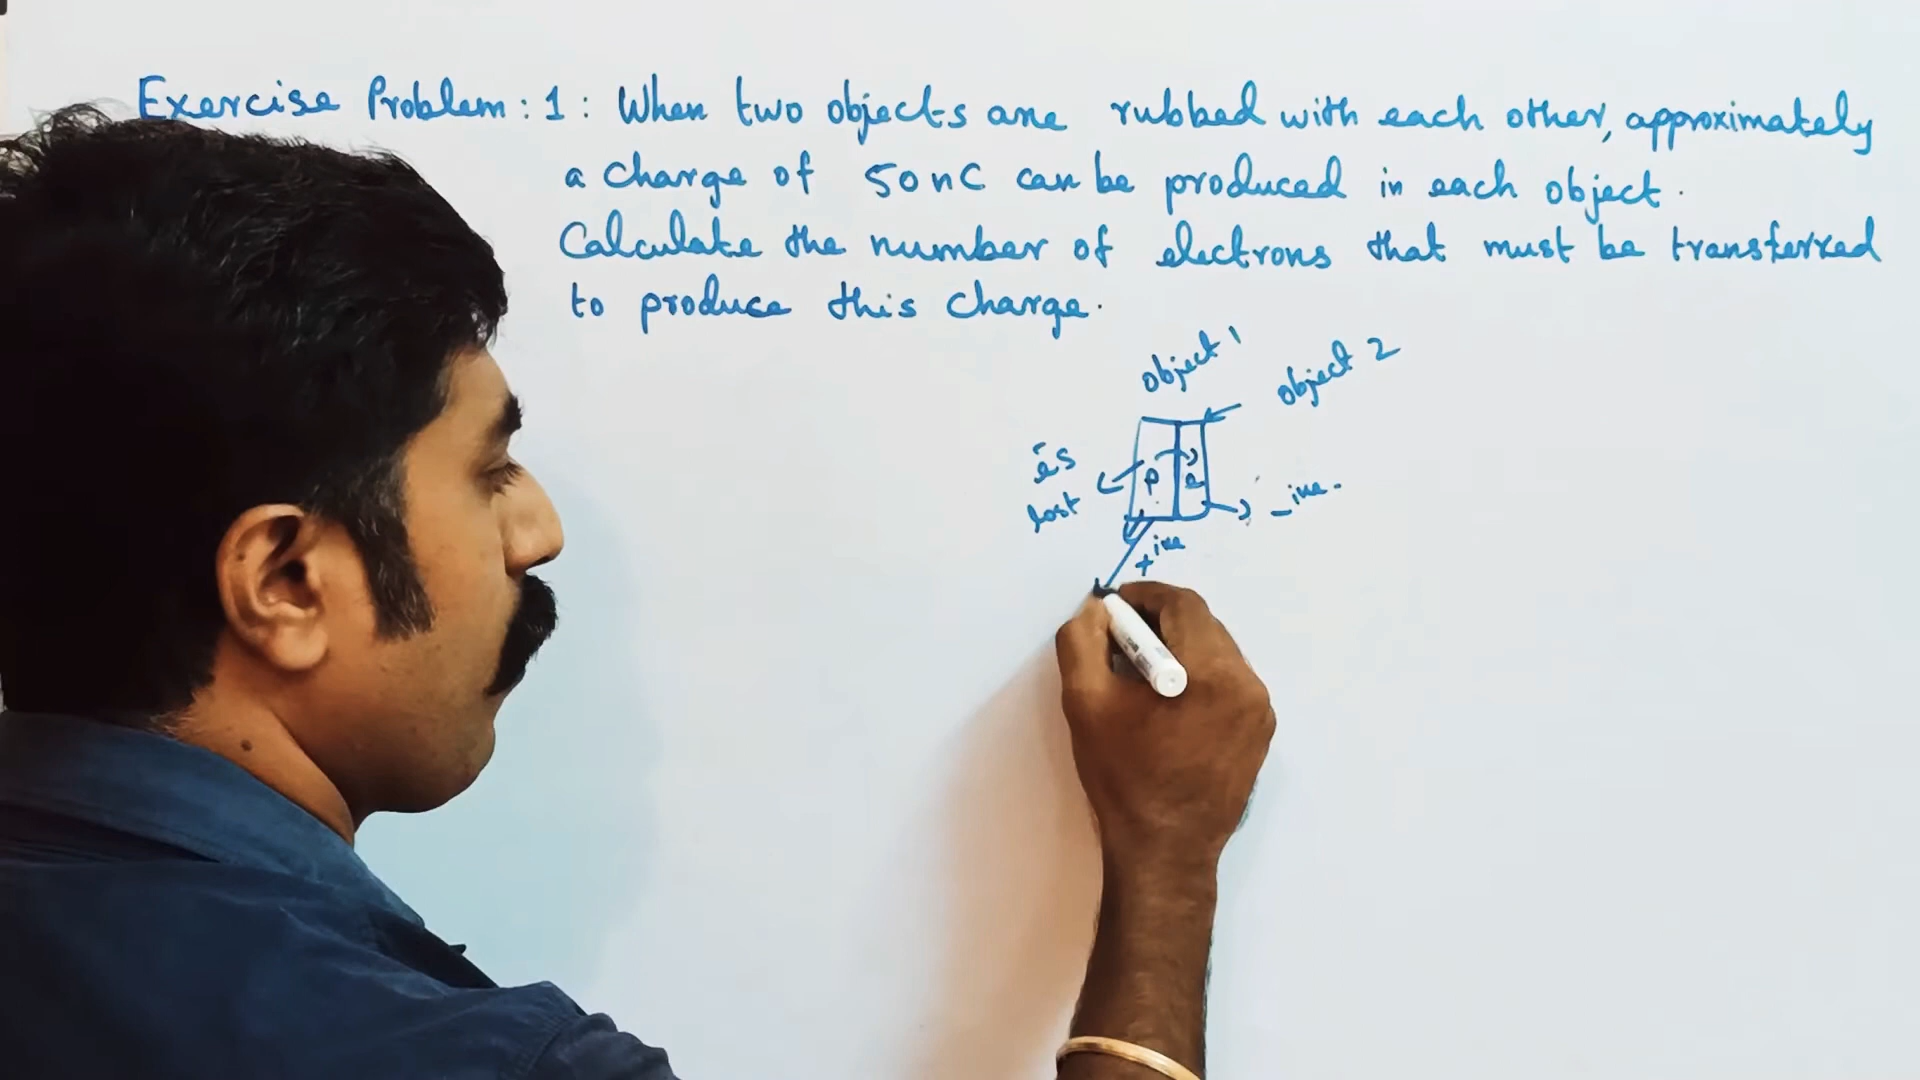 Exercise Problem : 1 : When two objects are rubbed with each other, approximately
a charge of 50nC can be produced in each object.
Calculate the number of electrons that must be transferred
to produce this charge.
object 1
object 2
ēs
lost
p e
-ive.
+ive